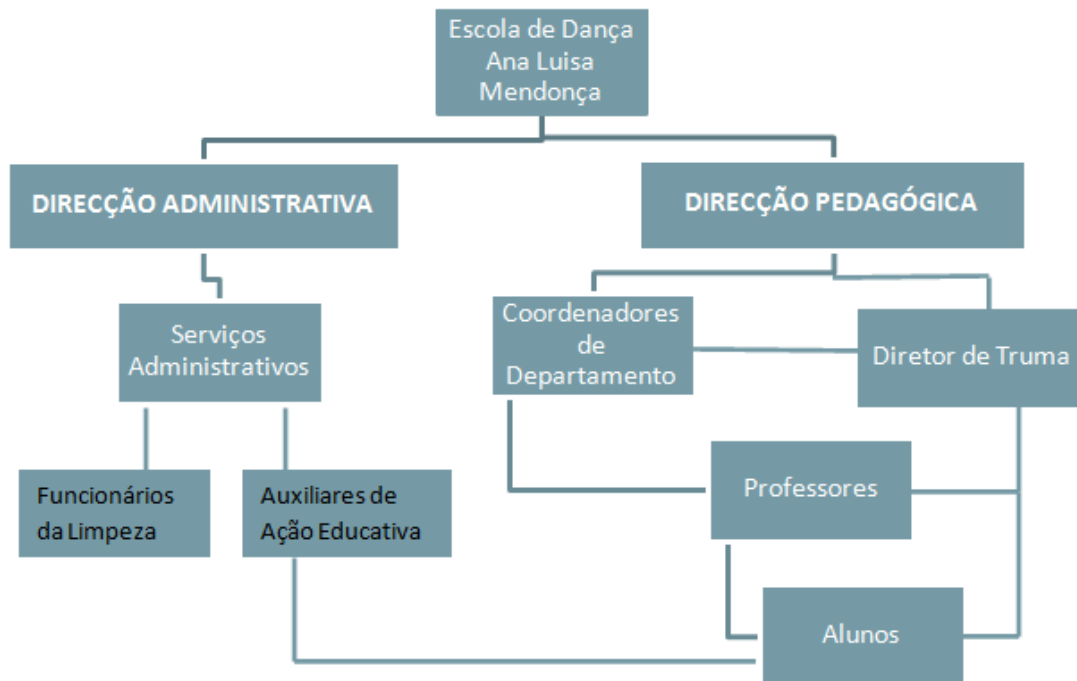 Escola de Dança
Ana Luisa
Mendonça
DIRECÇÃO ADMINISTRATIVA
DIRECÇÃO PEDAGÓGICA
Serviços
Administrativos
Coordenadores
de
Departamento
Diretor de Truma
Funcionários
da Limpeza
Auxiliares de
Ação Educativa
Professores
Alunos